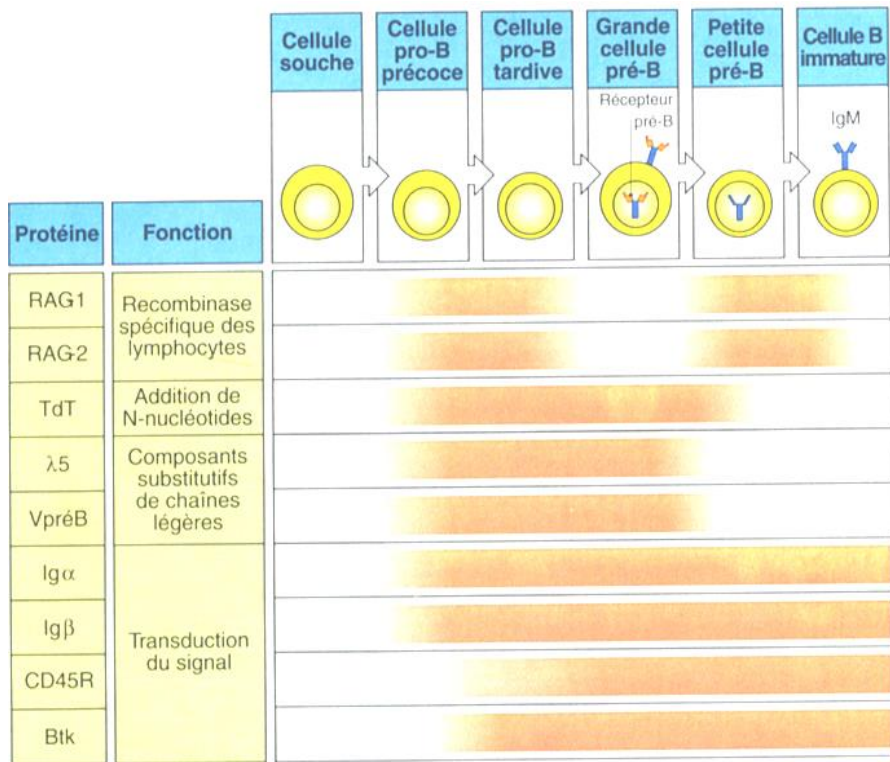 Cellule
souche
Cellule
pro-B
précoce
Cellule
pro-B
tardive
Grande
cellule
pré-B
Petite
cellule
pré-B
Cellule B
immature
Récepteur
pré-B
IgM
Protéine
Fonction
RAG1
Recombinase
spécifique des
lymphocytes
RAG-2
TdT
Addition de
N-nucléotides
λ5
Composants
substitutifs
de chaînes
légères
VpréB
Igα
Transduction
du signal
Igβ
CD45R
Btk